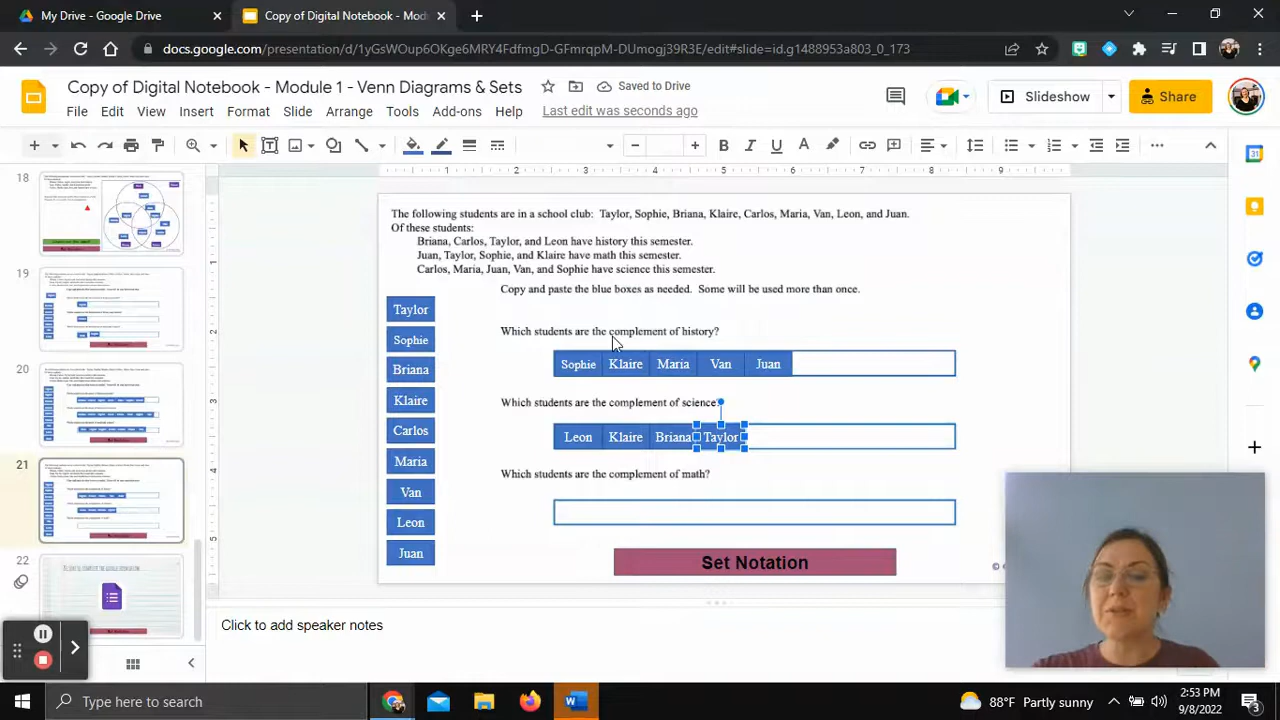 My Drive - Google Drive
Copy of Digital Notebook - Modu
docs.google.com/presentation/d/1yGsWOup6OKge6MRY4FdfmgD-GFmrqpM-DUmogj39R3E/edit#slide=id.g1488953a803_0_173
Copy of Digital Notebook - Module 1 - Venn Diagrams & Sets
Saved to Drive
Slideshow
Share
File Edit View Insert Format Slide Arrange Tools Add-ons Help
Last edit was seconds ago
The following students are in a school club: Taylor, Sophie, Briana, Klaire, Carlos, Maria, Van, Leon, and Juan.
Of these students:
Briana, Carlos, Taylor, and Leon have history this semester.
Juan, Taylor, Sophie, and Klaire have math this semester.
Sophie have science this semester.
Copy and paste the blue boxes as needed. Some will be used more than once.
Taylor
Sophie
Briana
Klaire
Carlos
Maria
Van
Leon
Juan
Which students are the complement of history?
Sophie Klaire Maria Van Juan
are the complement of science
Leon Klaire Briana Taylor
Which students are the complement of math?
Set Notation
18
19
20
21
22
Click to add speaker notes
Type here to search
88°F Partly sunny
2:53 PM
9/8/2022